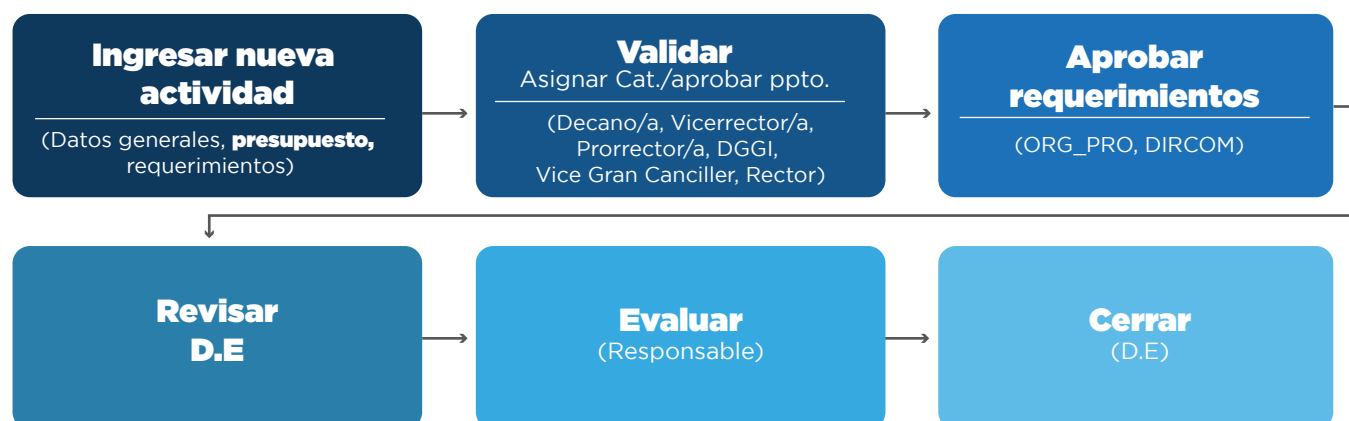 Ingresar nueva
actividad
(Datos generales, presupuesto,
requerimientos)
Validar
Asignar Cat./aprobar ppto.
(Decano/a, Vicerrector/a,
Prorrector/a, DGGI,
Vice Gran Canciller, Rector)
Aprobar
requerimientos
(ORG_PRO, DIRCOM)
Revisar
D.E
Evaluar
(Responsable)
Cerrar
(D.E)